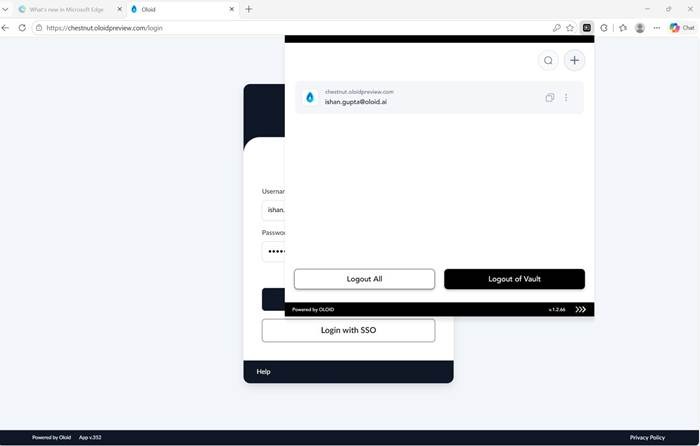 What's new in Microsoft Edge
Oloid
https://chestnut.oloidpreview.com/login
Chat
chestnut.oloidpreview.com
ishan.gupta@oloid.ai
Usernar
ishan.
Passwo
Logout All
Logout of Vault
Powered by OLOID
v 1.2.66
Login with SSO
Help
Powered by Oloid
App v.352
Privacy Policy